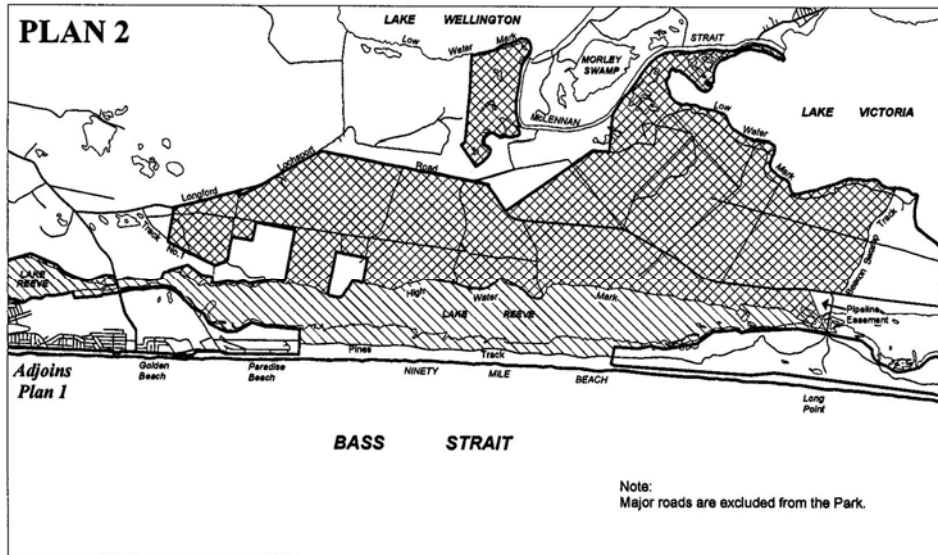 PLAN 2
LAKE WELLINGTON
Low Water Mark
STRAIT
MORLEY
SWAMP
McLENNAN
LAKE VICTORIA
Low Water Mark
Longford Lochsport Road
Track No. 1
LAKE
REEVE
High Water Mark
LAKE REEVE
Swamp Track
Pipeline
Easement
Pines Track
Adjoins
Plan 1
Golden
Beach
Paradise
Beach
NINETY MILE BEACH
Long
Point
BASS STRAIT
Note:
Major roads are excluded from the Park.